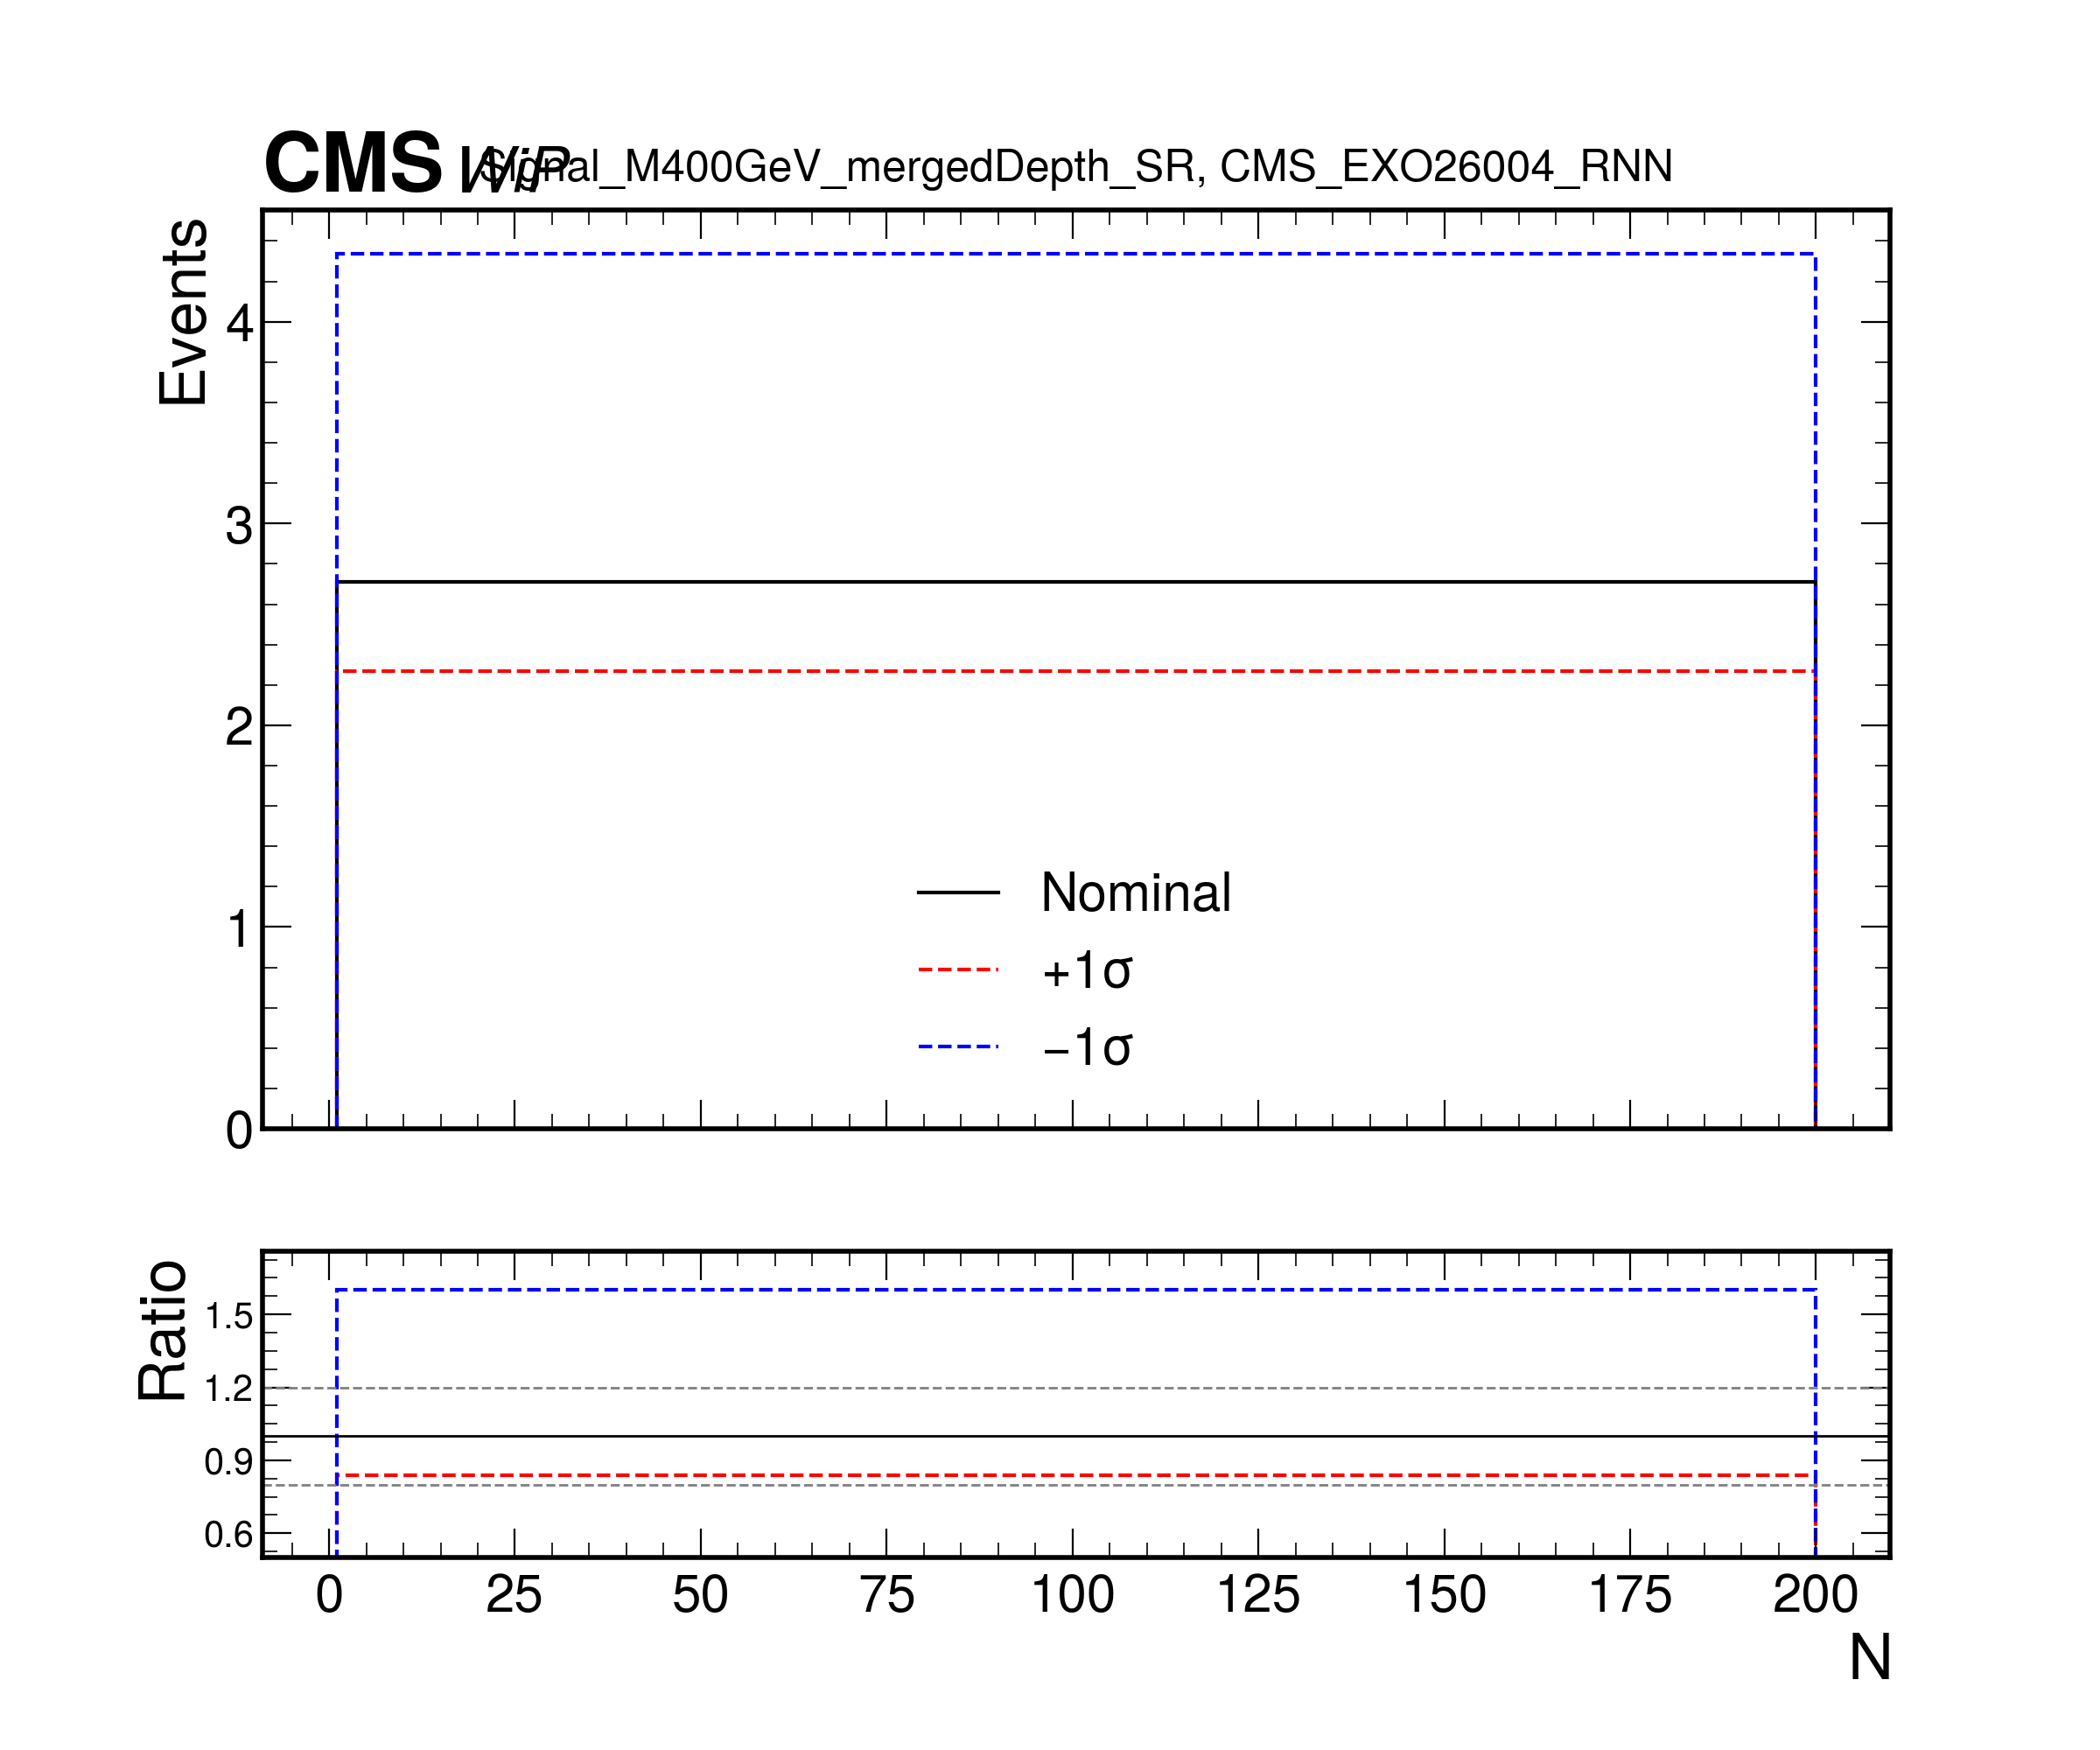 CMS WiP Signal_M400GeV_mergedDepth_SR, CMS_EXO26004_RNN
Events
4
3
2
1
0
Nominal
+1σ
−1σ
Ratio
1.5
1.2
0.9
0.6
0 25 50 75 100 125 150 175 200
N